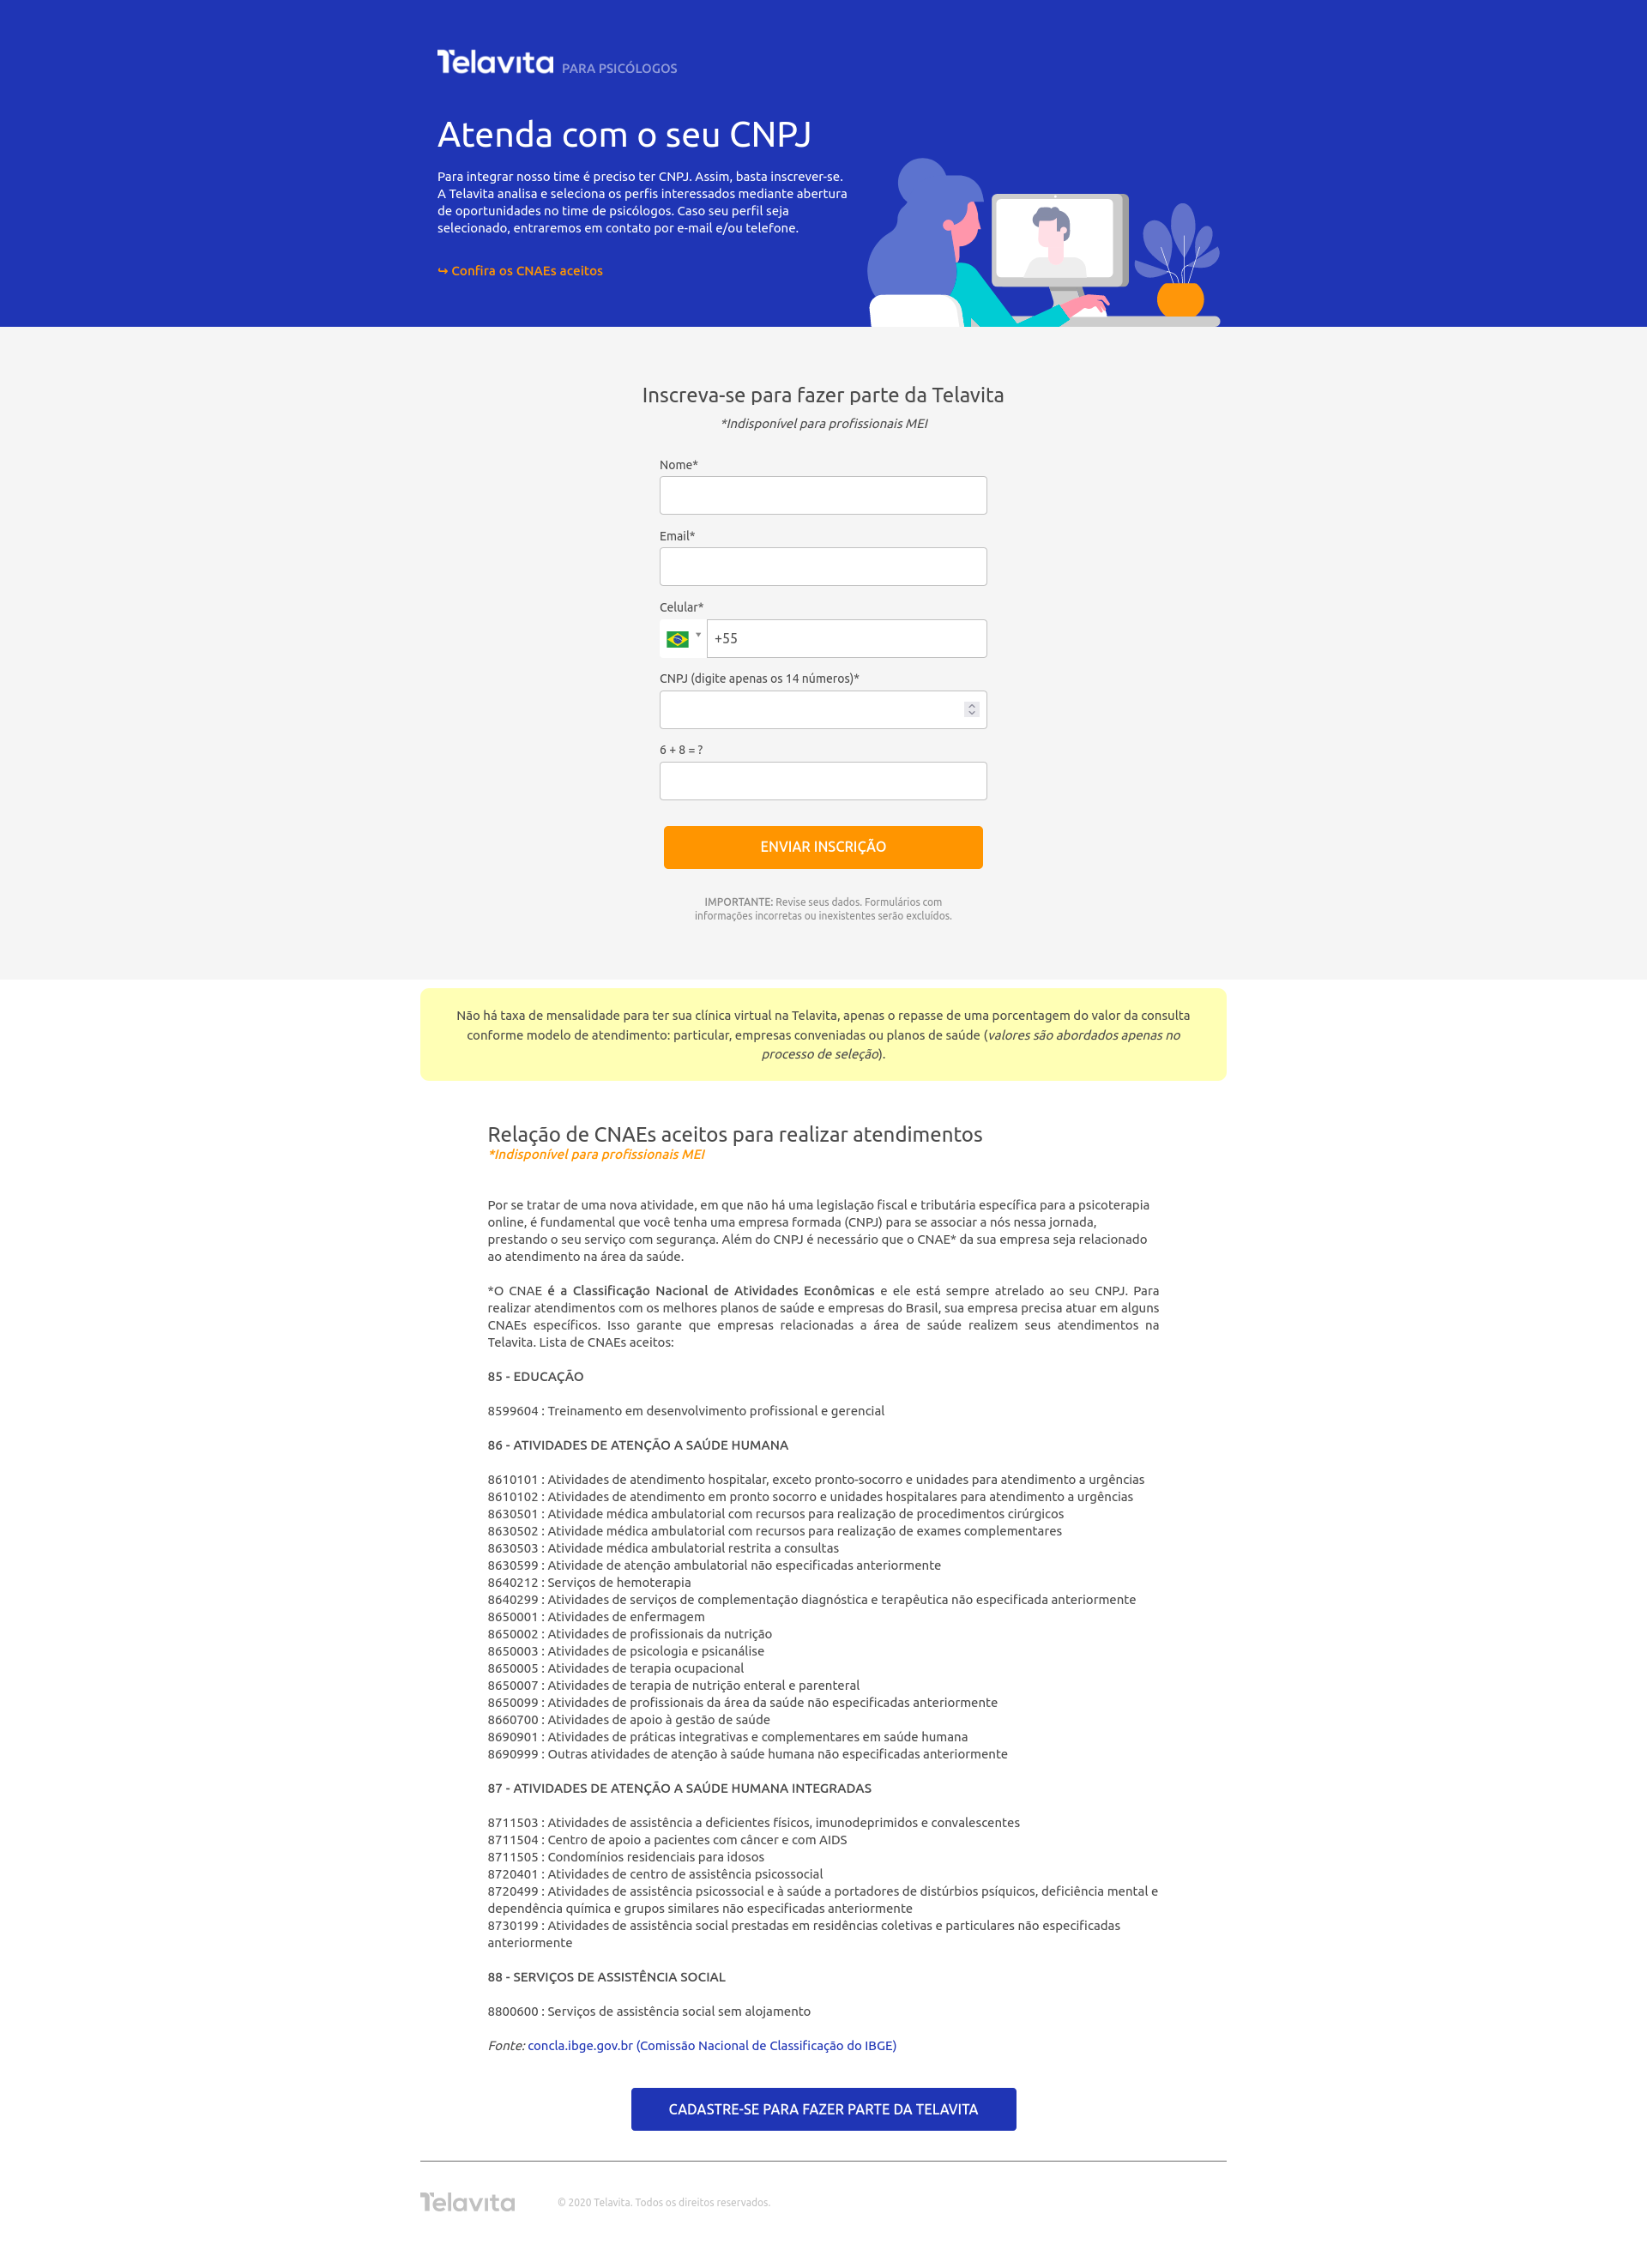 Telavita PARA PSICÓLOGOS
Atenda com o seu CNPJ
Para integrar nosso time é preciso ter CNPJ. Assim, basta inscrever-se.
A Telavita analisa e seleciona os perfis interessados mediante abertura
de oportunidades no time de psicólogos. Caso seu perfil seja
selecionado, entraremos em contato por e-mail e/ou telefone.
↪ Confira os CNAEs aceitos
Inscreva-se para fazer parte da Telavita
*Indisponível para profissionais MEI
Nome*
Email*
Celular*
+55
CNPJ (digite apenas os 14 números)*
6 + 8 = ?
ENVIAR INSCRIÇÃO
IMPORTANTE: Revise seus dados. Formulários com
informações incorretas ou inexistentes serão excluídos.
Não há taxa de mensalidade para ter sua clínica virtual na Telavita, apenas o repasse de uma porcentagem do valor da consulta
conforme modelo de atendimento: particular, empresas conveniadas ou planos de saúde (valores são abordados apenas no
processo de seleção).
Relação de CNAEs aceitos para realizar atendimentos
*Indisponível para profissionais MEI
Por se tratar de uma nova atividade, em que não há uma legislação fiscal e tributária específica para a psicoterapia
online, é fundamental que você tenha uma empresa formada (CNPJ) para se associar a nós nessa jornada,
prestando o seu serviço com segurança. Além do CNPJ é necessário que o CNAE* da sua empresa seja relacionado
ao atendimento na área da saúde.
*O CNAE é a Classificação Nacional de Atividades Econômicas e ele está sempre atrelado ao seu CNPJ. Para
realizar atendimentos com os melhores planos de saúde e empresas do Brasil, sua empresa precisa atuar em alguns
CNAEs específicos. Isso garante que empresas relacionadas a área de saúde realizem seus atendimentos na
Telavita. Lista de CNAEs aceitos:
85 - EDUCAÇÃO
8599604 : Treinamento em desenvolvimento profissional e gerencial
86 - ATIVIDADES DE ATENÇÃO A SAÚDE HUMANA
8610101 : Atividades de atendimento hospitalar, exceto pronto-socorro e unidades para atendimento a urgências
8610102 : Atividades de atendimento em pronto socorro e unidades hospitalares para atendimento a urgências
8630501 : Atividade médica ambulatorial com recursos para realização de procedimentos cirúrgicos
8630502 : Atividade médica ambulatorial com recursos para realização de exames complementares
8630503 : Atividade médica ambulatorial restrita a consultas
8630599 : Atividade de atenção ambulatorial não especificadas anteriormente
8640212 : Serviços de hemoterapia
8640299 : Atividades de serviços de complementação diagnóstica e terapêutica não especificada anteriormente
8650001 : Atividades de enfermagem
8650002 : Atividades de profissionais da nutrição
8650003 : Atividades de psicologia e psicanálise
8650005 : Atividades de terapia ocupacional
8650007 : Atividades de terapia de nutrição enteral e parenteral
8650099 : Atividades de profissionais da área da saúde não especificadas anteriormente
8660700 : Atividades de apoio à gestão de saúde
8690901 : Atividades de práticas integrativas e complementares em saúde humana
8690999 : Outras atividades de atenção à saúde humana não especificadas anteriormente
87 - ATIVIDADES DE ATENÇÃO A SAÚDE HUMANA INTEGRADAS
8711503 : Atividades de assistência a deficientes físicos, imunodeprimidos e convalescentes
8711504 : Centro de apoio a pacientes com câncer e com AIDS
8711505 : Condomínios residenciais para idosos
8720401 : Atividades de centro de assistência psicossocial
8720499 : Atividades de assistência psicossocial e à saúde a portadores de distúrbios psíquicos, deficiência mental e
dependência química e grupos similares não especificadas anteriormente
8730199 : Atividades de assistência social prestadas em residências coletivas e particulares não especificadas
anteriormente
88 - SERVIÇOS DE ASSISTÊNCIA SOCIAL
8800600 : Serviços de assistência social sem alojamento
Fonte: concla.ibge.gov.br (Comissão Nacional de Classificação do IBGE)
CADASTRE-SE PARA FAZER PARTE DA TELAVITA
Telavita © 2020 Telavita. Todos os direitos reservados.